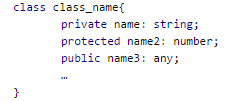 class class_name{
private name: string;
protected name2: number;
public name3: any;
…
}